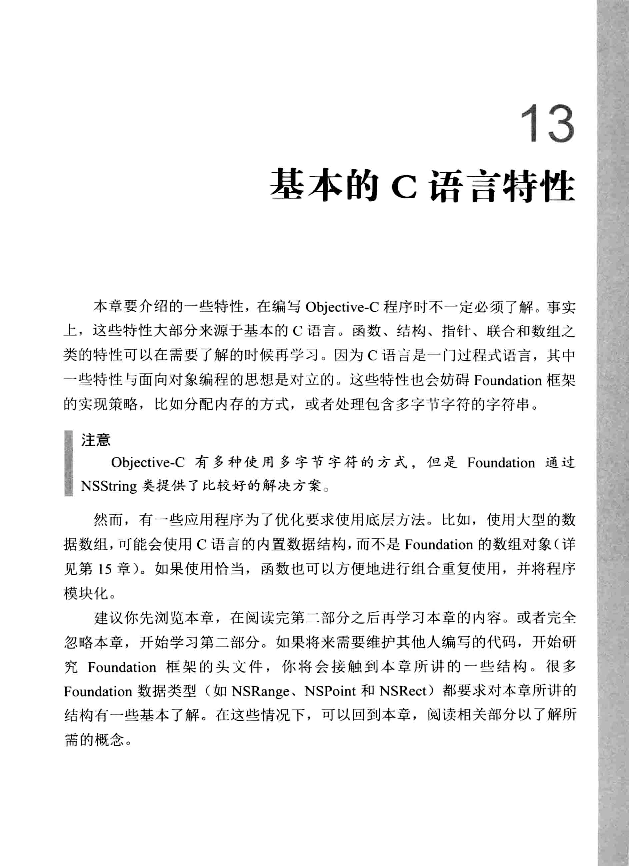 13
基本的 C 语言特性
本章要介绍的一些特性，在编写 Objective-C 程序时不一定必须了解。事实
上，这些特性大部分来源于基本的 C 语言。函数、结构、指针、联合和数组之
类的特性可以在需要了解的时候再学习。因为 C 语言是一门过程式语言，其中
一些特性与面向对象编程的思想是对立的。这些特性也会妨碍 Foundation 框架
的实现策略，比如分配内存的方式，或者处理包含多字节字符的字符串。
注意
Objective-C 有多种使用多字节字符的方式，但是 Foundation 通过
NSString 类提供了比较好的解决方案。
然而，有一些应用程序为了优化要求使用底层方法。比如，使用大型的数
据数组，可能会使用 C 语言的内置数据结构，而不是 Foundation 的数组对象（详
见第 15 章）。如果使用恰当，函数也可以方便地进行组合重复使用，并将程序
模块化。
建议你先浏览本章，在阅读完第二部分之后再学习本章的内容。或者完全
忽略本章，开始学习第二部分。如果将来需要维护其他人编写的代码，开始研
究 Foundation 框架的头文件，你将会接触到本章所讲的一些结构。很多
Foundation 数据类型（如 NSRange、NSPoint 和 NSRect）都要求对本章所讲的
结构有一些基本了解。在这些情况下，可以回到本章，阅读相关部分以了解所
需的概念。